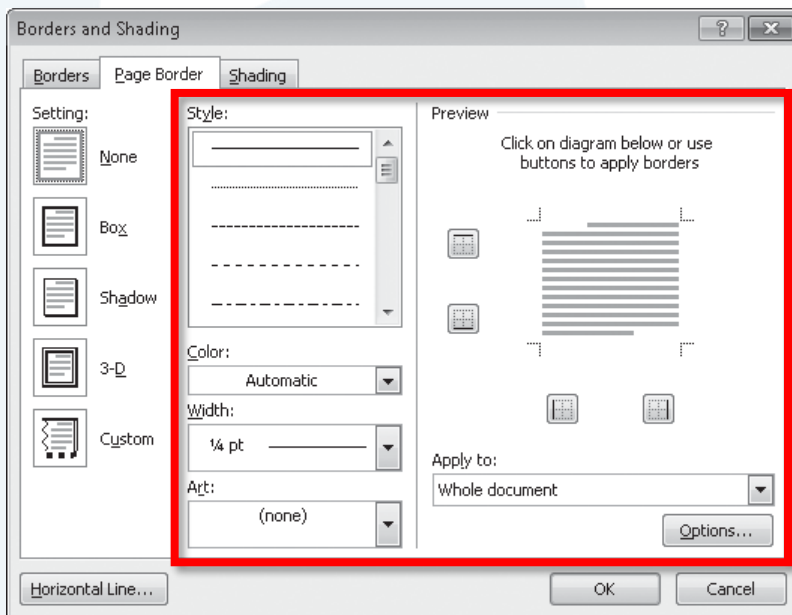 Borders and Shading
Borders
Page Border
Shading
Setting:
None
Box
Shadow
3-D
Custom
Style:
Color:
Automatic
Width:
¼ pt
Art:
(none)
Preview
Click on diagram below or use
buttons to apply borders
Apply to:
Whole document
Options...
Horizontal Line...
OK
Cancel